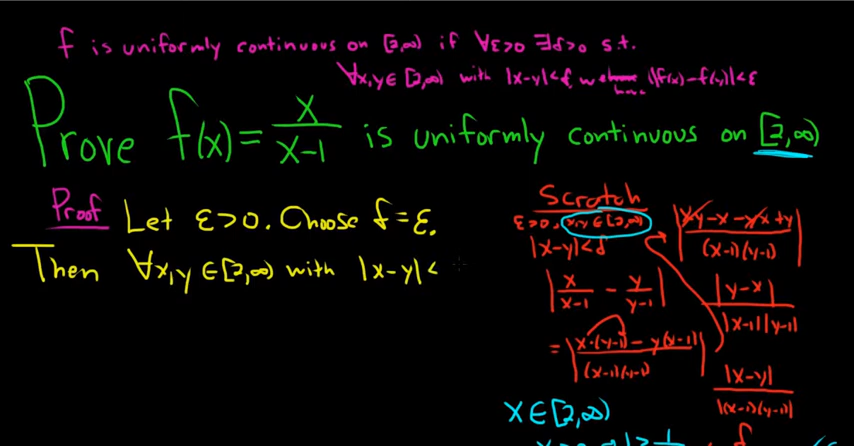 f is uniformly continuous on [2,∞) if ∀ε>0 ∃δ>0 s.t.
∀x,y∈[2,∞) with |x-y|<δ, we have |f(x)-f(y)|<ε
Prove f(x)= x/(x-1) is uniformly continuous on [2,∞)
Proof Let ε>0. Choose δ=ε.
Then ∀x,y∈[2,∞) with |x-y|<
Scratch
ε>0, x,y∈[2,∞)
|x-y|<δ
|x/(x-1) - y/(y-1)|
=|(x·(y-1)-y(x-1))/((x-1)(y-1))|
|(xy-x-yx+y)/((x-1)(y-1))|
|y-x|/(|x-1||y-1|)
|x-y|/(|(x-1)(y-1)|)
x∈[2,∞)